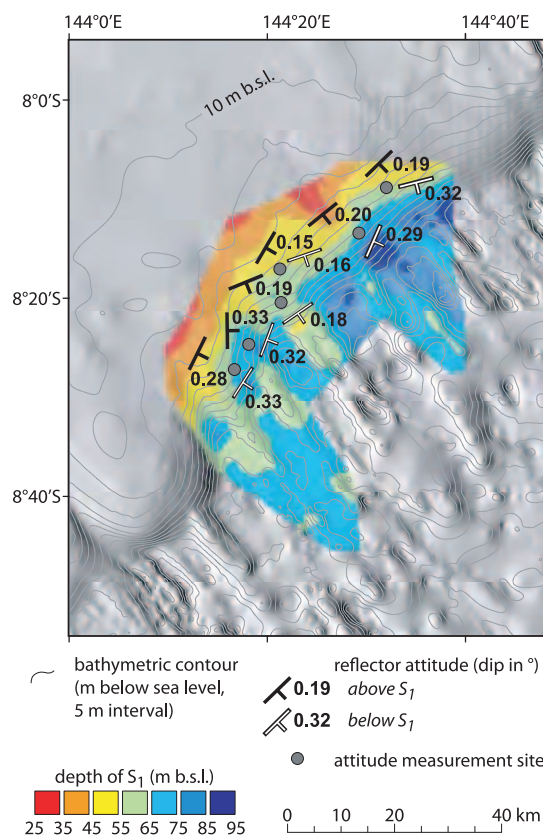 144°0'E 144°20'E 144°40'E
8°0'S
10 m b.s.l.
0.19
0.32
0.20
0.29
0.15
0.16
8°20'S
0.19
0.18
0.33
0.32
0.28
0.33
8°40'S
bathymetric contour
(m below sea level,
5 m interval)
reflector attitude (dip in °)
0.19 above S1
0.32 below S1
attitude measurement site
depth of S1 (m b.s.l.)
25 35 45 55 65 75 85 95
0 10 20 40 km